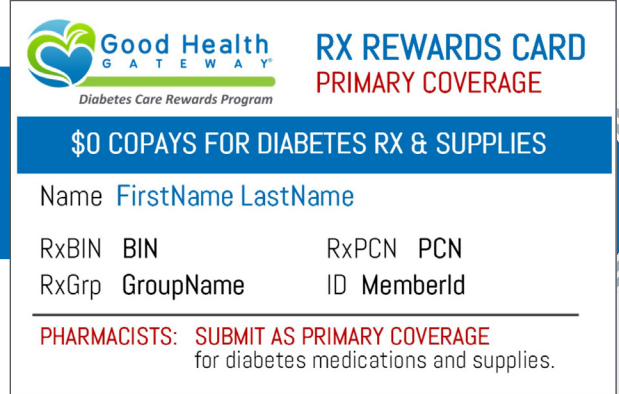 Good Health
GATEWAY®
Diabetes Care Rewards Program
RX REWARDS CARD
PRIMARY COVERAGE
$0 COPAYS FOR DIABETES RX & SUPPLIES
Name FirstName LastName
RxBIN BIN RxPCN PCN
RxGrp GroupName ID MemberId
PHARMACISTS: SUBMIT AS PRIMARY COVERAGE
for diabetes medications and supplies.